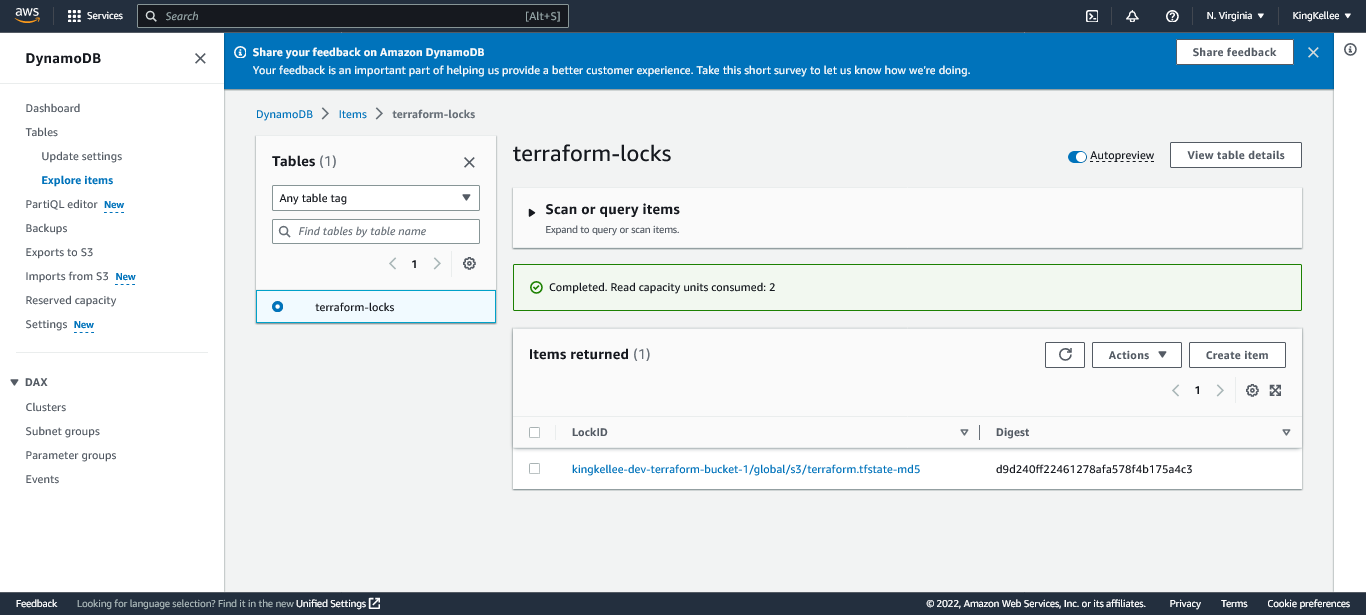 aws
Services
Search
[Alt+S]
N. Virginia
KingKellee
DynamoDB
Dashboard
Tables
Update settings
Explore items
PartiQL editor New
Backups
Exports to S3
Imports from S3 New
Reserved capacity
Settings New
DAX
Clusters
Subnet groups
Parameter groups
Events
Share your feedback on Amazon DynamoDB
Your feedback is an important part of helping us provide a better customer experience. Take this short survey to let us know how we're doing.
Share feedback
DynamoDB
Items
terraform-locks
Tables (1)
Any table tag
Find tables by table name
1
terraform-locks
terraform-locks
Autopreview
View table details
Scan or query items
Expand to query or scan items.
Completed. Read capacity units consumed: 2
Items returned (1)
Actions
Create item
1
LockID
Digest
kingkellee-dev-terraform-bucket-1/global/s3/terraform.tfstate-md5
d9d240ff22461278afa578f4b175a4c3
Feedback
Looking for language selection? Find it in the new Unified Settings
© 2022, Amazon Web Services, Inc. or its affiliates.
Privacy
Terms
Cookie preferences